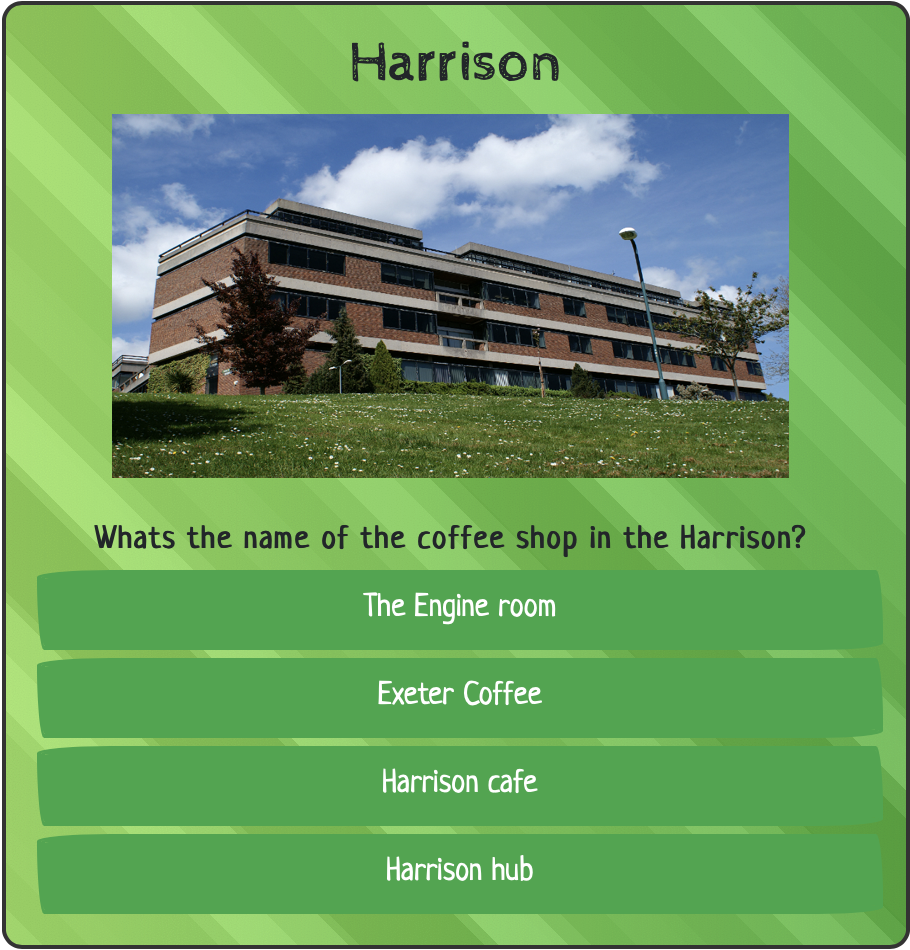 Harrison
Whats the name of the coffee shop in the Harrison?
The Engine room
Exeter Coffee
Harrison cafe
Harrison hub